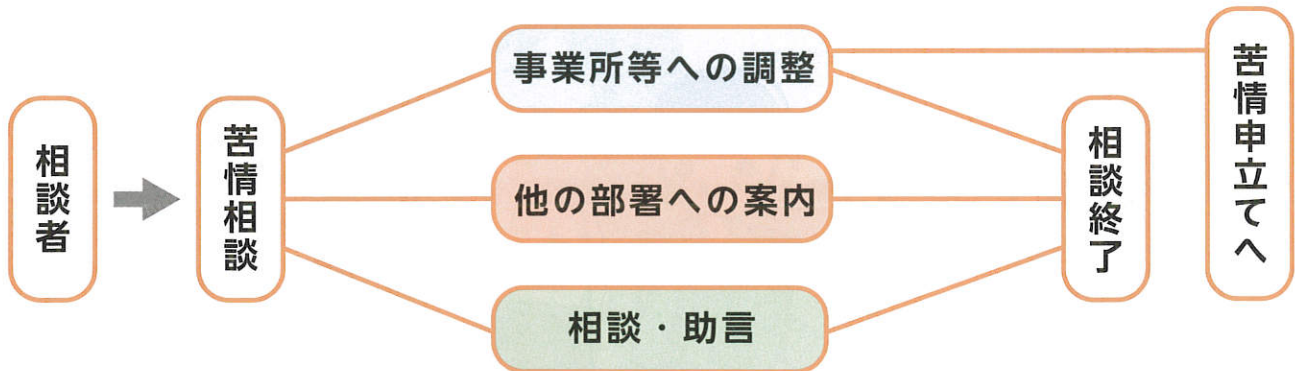 相談者
苦情相談
事業所等への調整
他の部署への案内
相談・助言
相談終了
苦情申立てへ